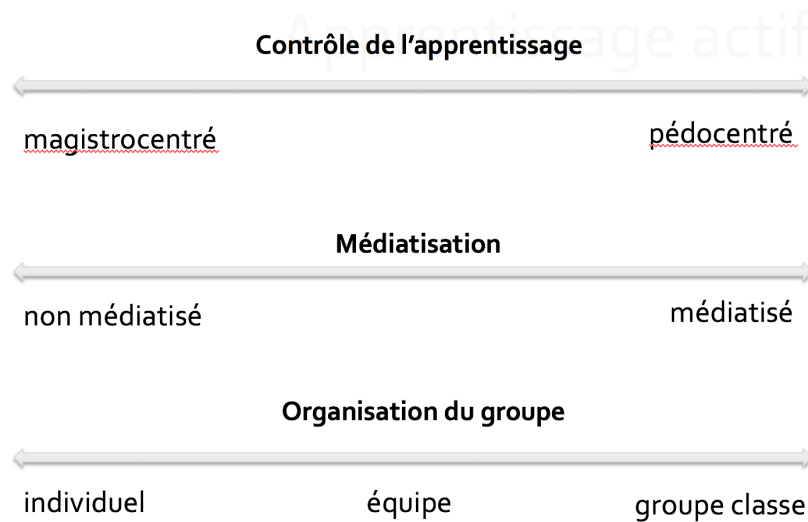 Apprentissage actif
Contrôle de l’apprentissage
magistrocentré pédocentré
Médiatisation
non médiatisé médiatisé
Organisation du groupe
individuel équipe groupe classe